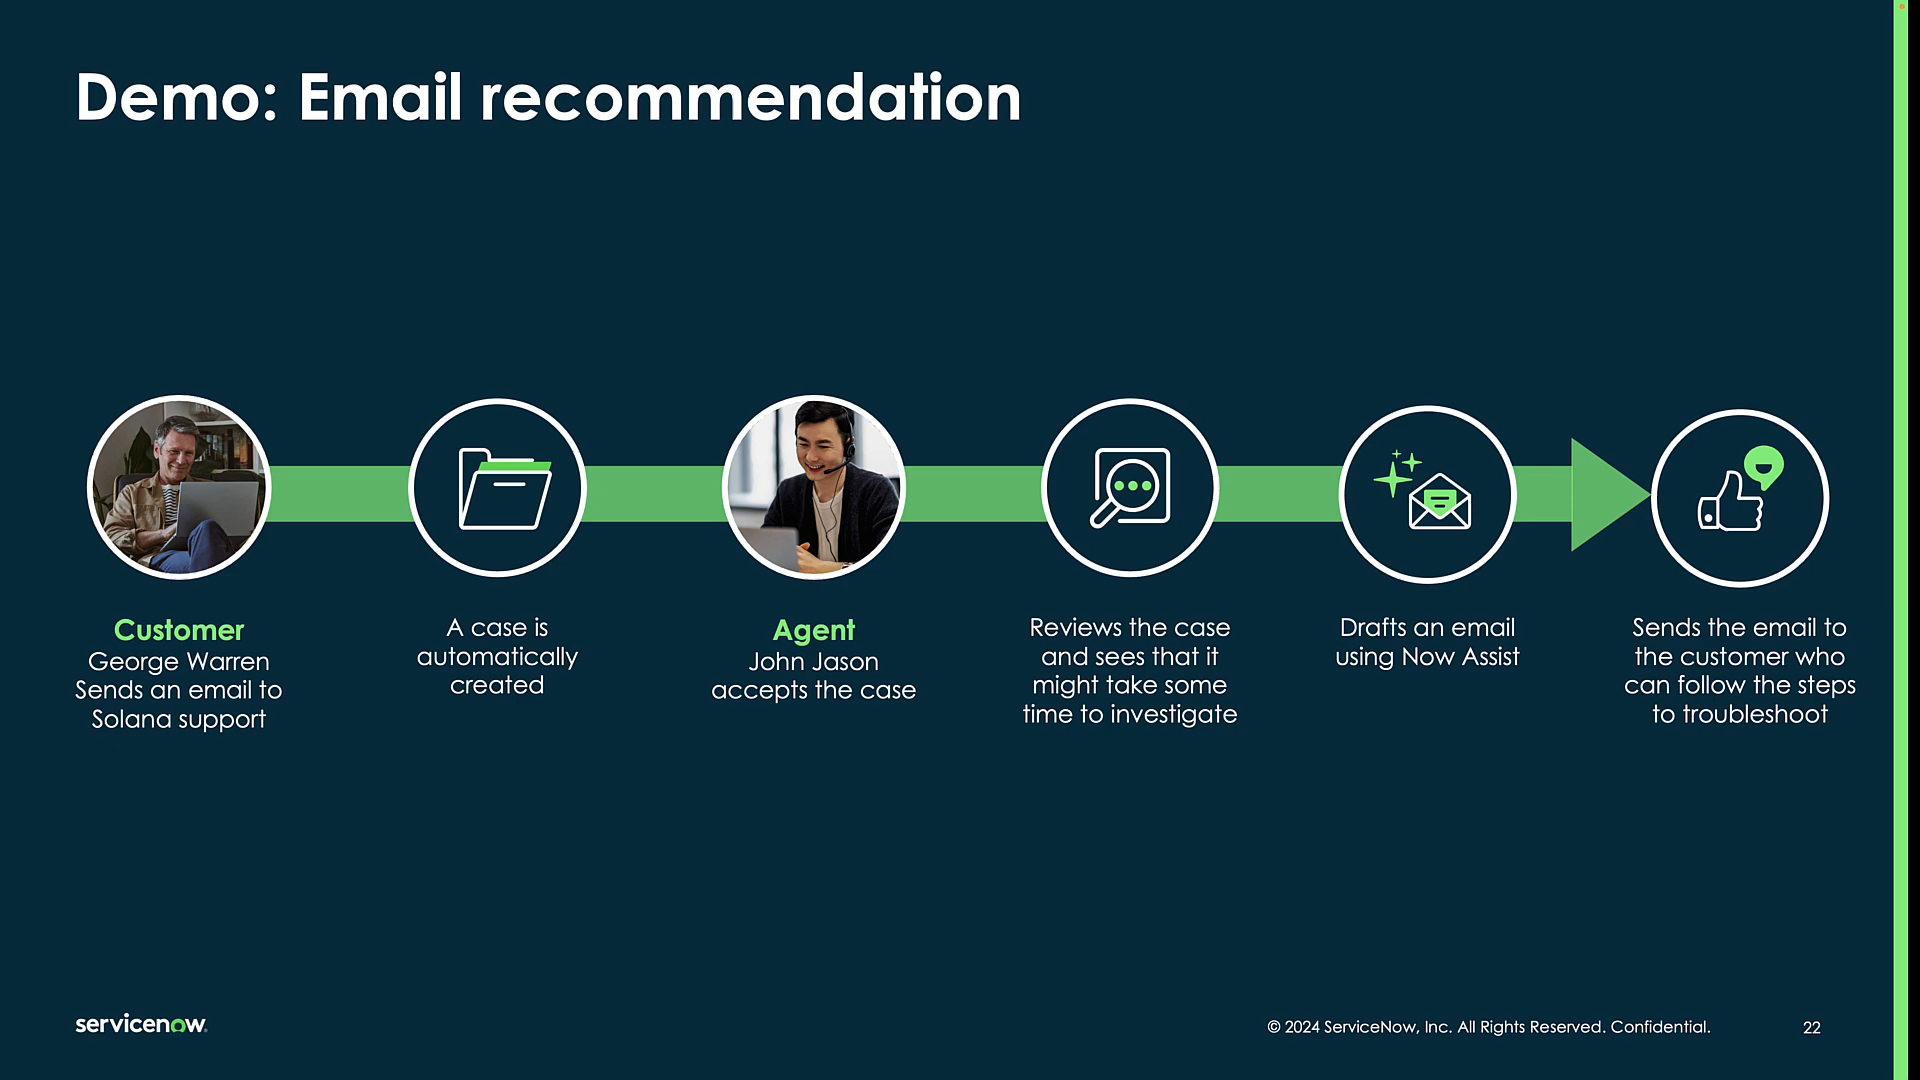 Demo: Email recommendation
Customer
George Warren
Sends an email to
Solana support
A case is
automatically
created
Agent
John Jason
accepts the case
Reviews the case
and sees that it
might take some
time to investigate
Drafts an email
using Now Assist
Sends the email to
the customer who
can follow the steps
to troubleshoot
servicenow
© 2024 ServiceNow, Inc. All Rights Reserved. Confidential.
22